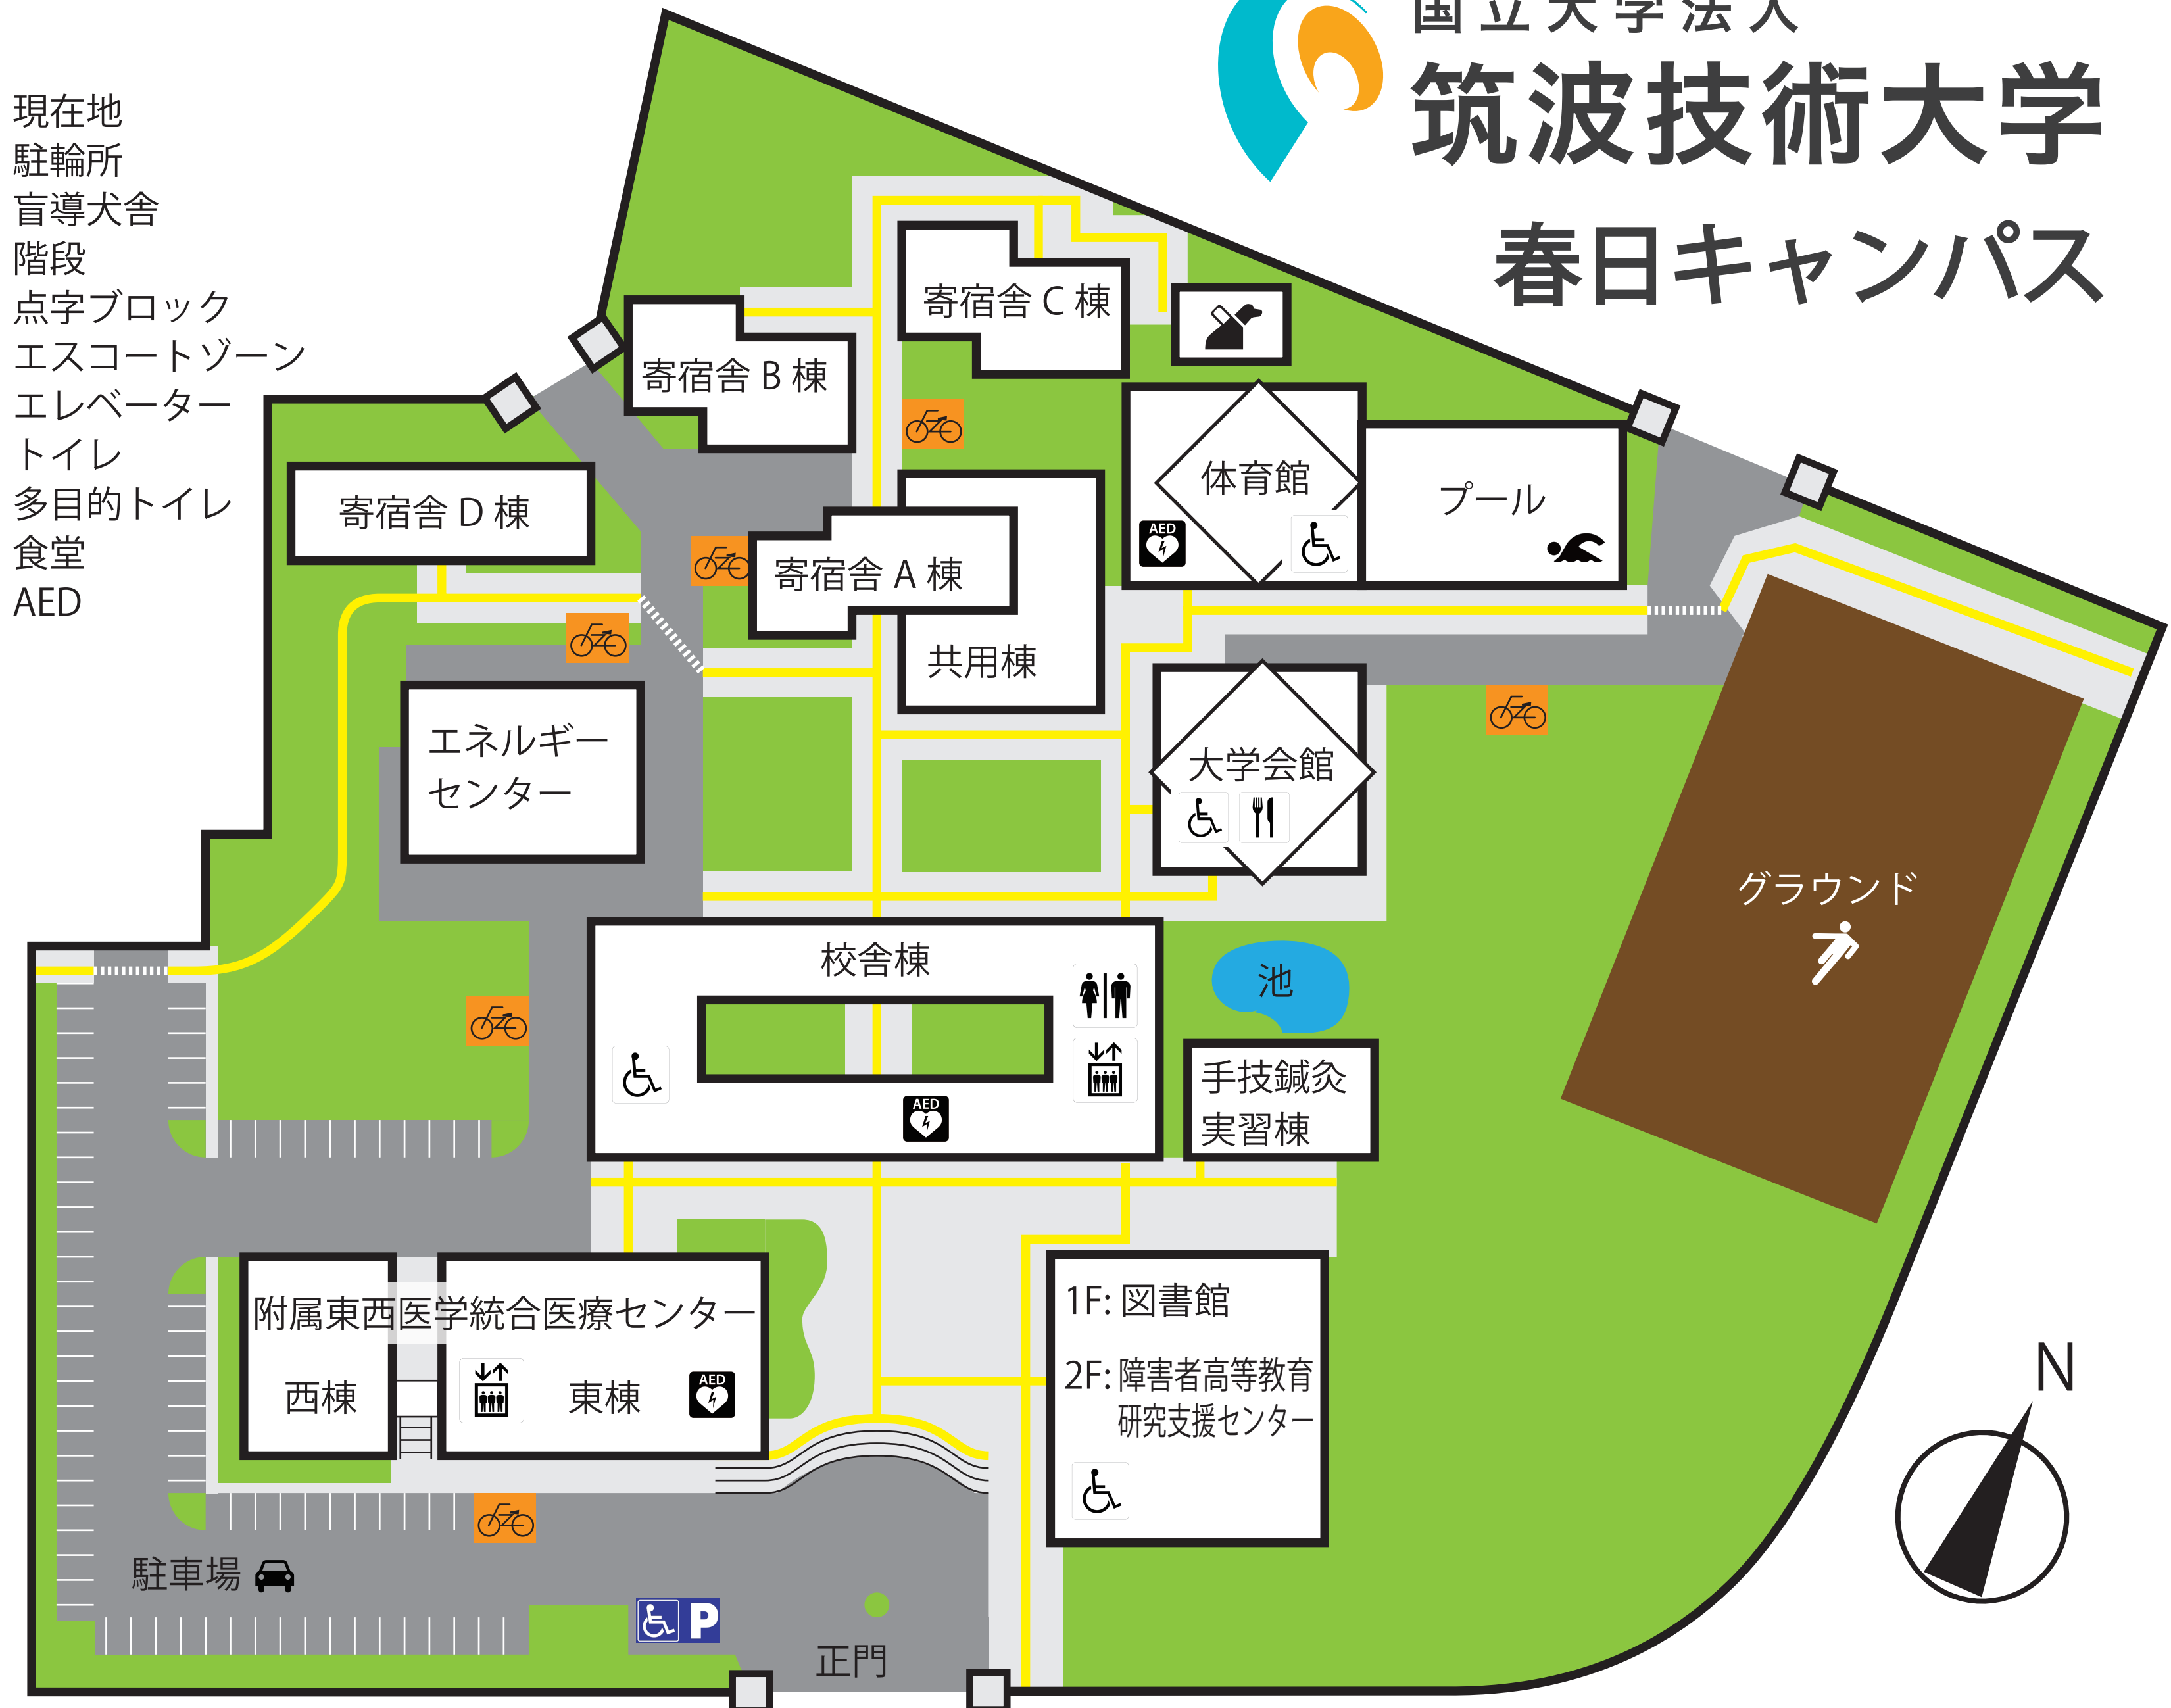 国立大学法人
筑波技術大学
春日キャンパス
現在地
駐輪所
盲導犬舎
階段
点字ブロック
エスコートゾーン
エレベーター
トイレ
多目的トイレ
食堂
AED
寄宿舎 C 棟
寄宿舎 B 棟
寄宿舎 D 棟
寄宿舎 A 棟
共用棟
体育館
AED
プール
エネルギー
センター
大学会館
グラウンド
校舎棟
AED
池
手技鍼灸
実習棟
附属東西医学統合医療センター
西棟
東棟
AED
1F: 図書館
2F: 障害者高等教育
研究支援センター
駐車場
P
正門
N